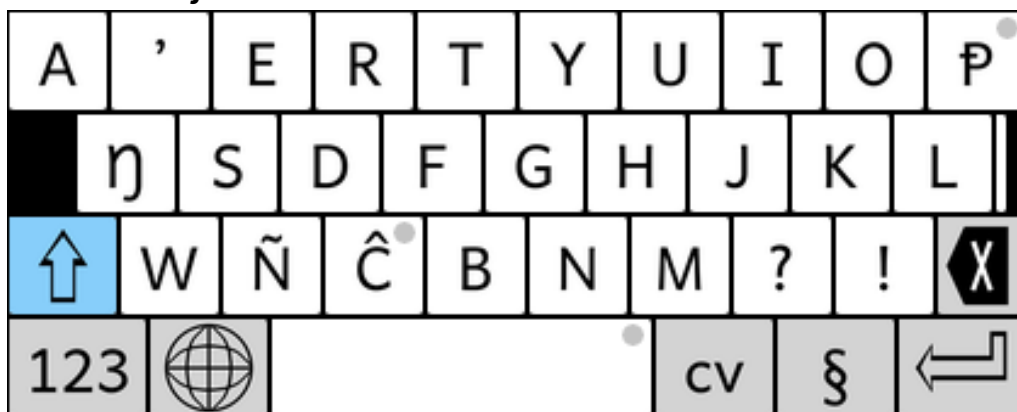 A ’ E R T Y U I O Ᵽ
Ŋ S D F G H J K L
W Ñ Ĉ B N M ? !
123 cv §